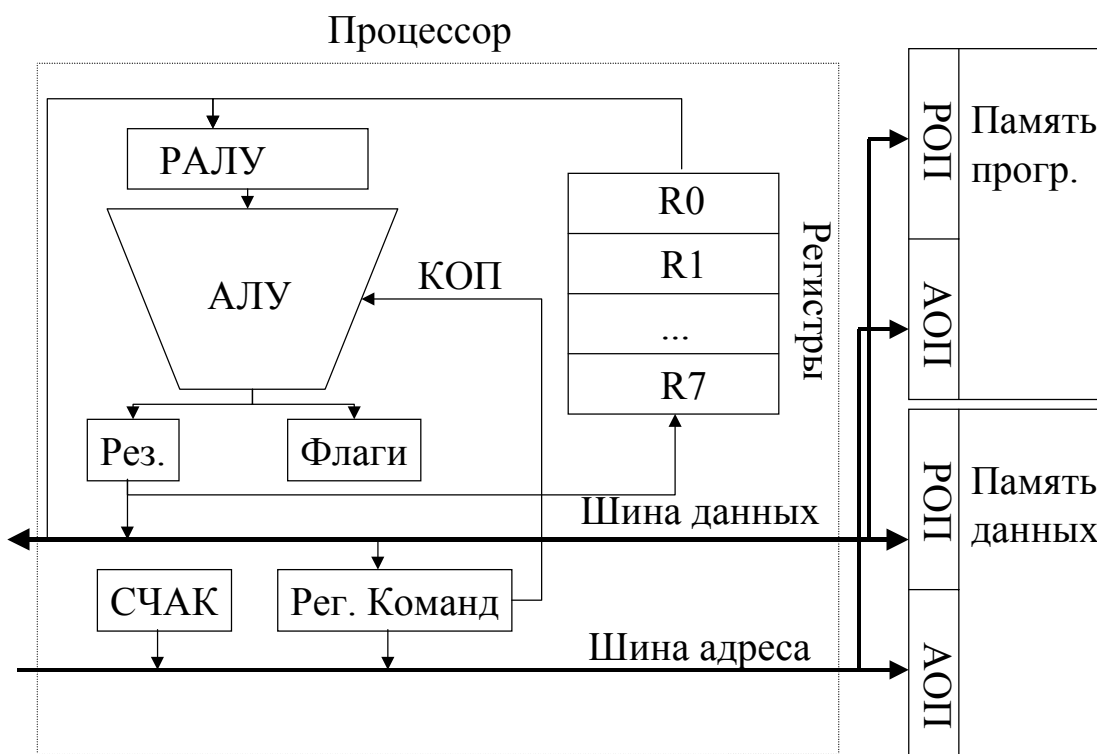 Процессор
РАЛУ
АЛУ
КОП
Рез.
Флаги
R0
R1
...
R7
Регистры
Шина данных
СЧАК
Рег. Команд
Шина адреса
РОП
Память
прогр.
АОП
РОП
Память
данных
АОП